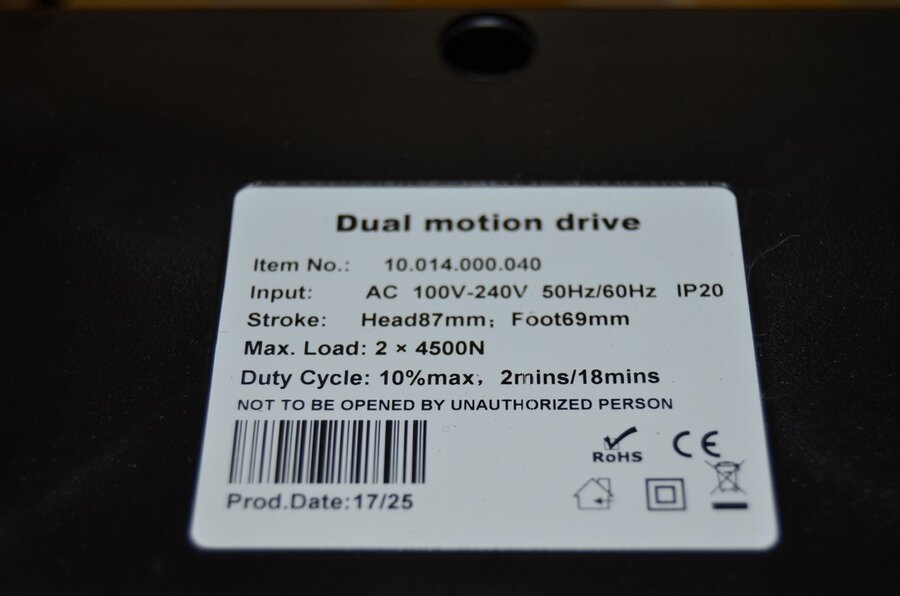 Dual motion drive
Item No.: 10.014.000.040
Input: AC 100V-240V 50Hz/60Hz IP20
Stroke: Head87mm; Foot69mm
Max. Load: 2 × 4500N
Duty Cycle: 10%max, 2mins/18mins
NOT TO BE OPENED BY UNAUTHORIZED PERSON
RoHS CE
Prod.Date:17/25